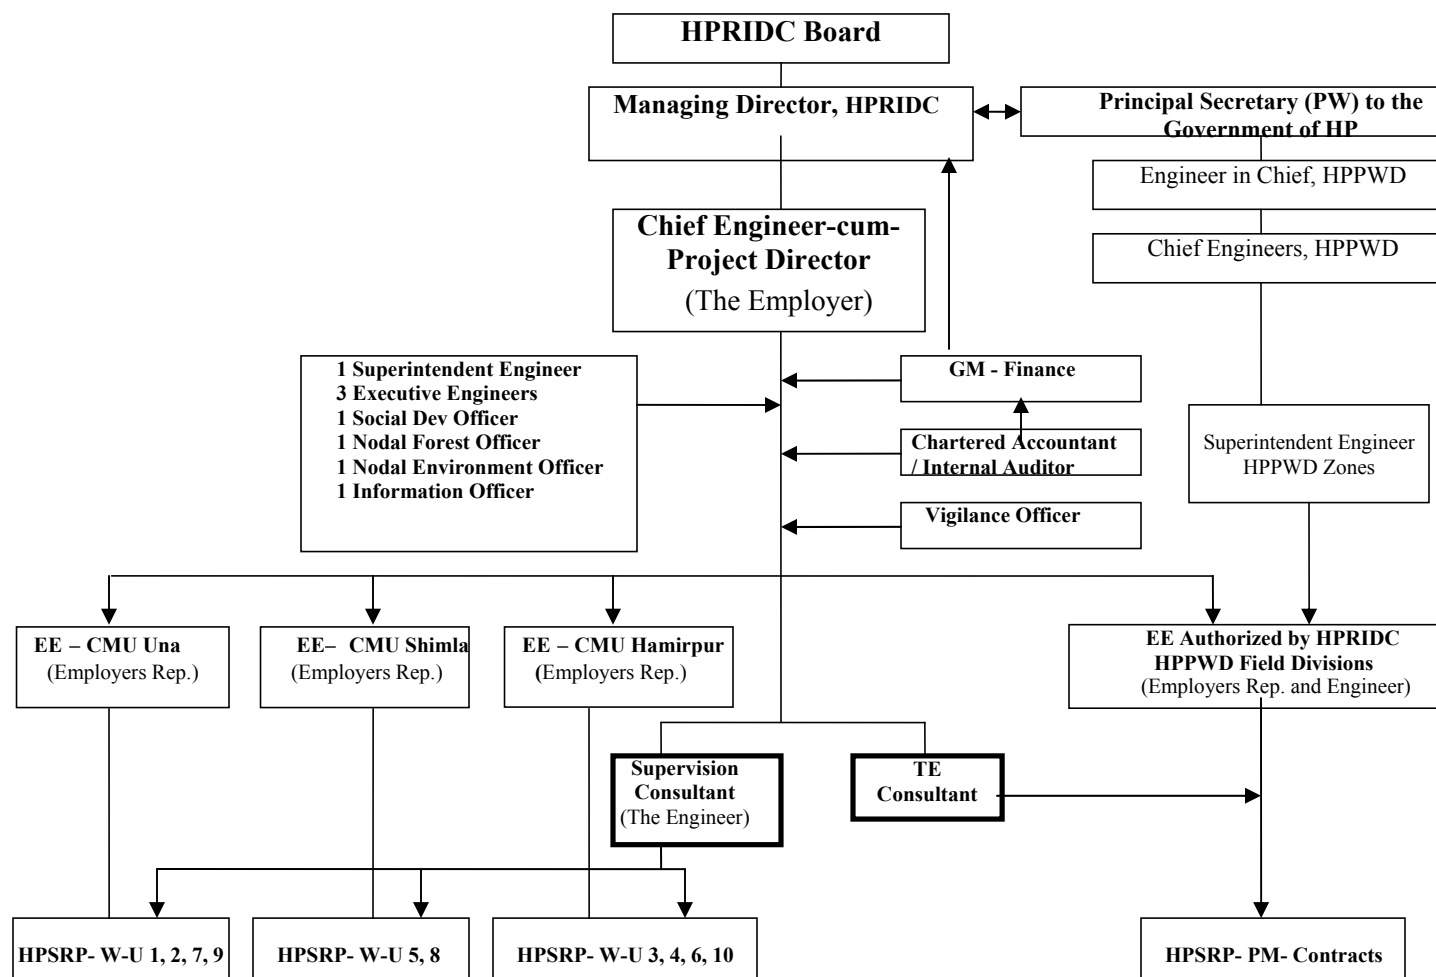 HPRIDC Board
Managing Director, HPRIDC
Principal Secretary (PW) to the
Government of HP
Engineer in Chief, HPPWD
Chief Engineers, HPPWD
Chief Engineer-cum-
Project Director
(The Employer)
1 Superintendent Engineer
3 Executive Engineers
1 Social Dev Officer
1 Nodal Forest Officer
1 Nodal Environment Officer
1 Information Officer
GM - Finance
Chartered Accountant
/ Internal Auditor
Vigilance Officer
Superintendent Engineer
HPPWD Zones
EE – CMU Una
(Employers Rep.)
EE– CMU Shimla
(Employers Rep.)
EE – CMU Hamirpur
(Employers Rep.)
EE Authorized by HPRIDC
HPPWD Field Divisions
(Employers Rep. and Engineer)
Supervision
Consultant
(The Engineer)
TE
Consultant
HPSRP- W-U 1, 2, 7, 9
HPSRP- W-U 5, 8
HPSRP- W-U 3, 4, 6, 10
HPSRP- PM- Contracts